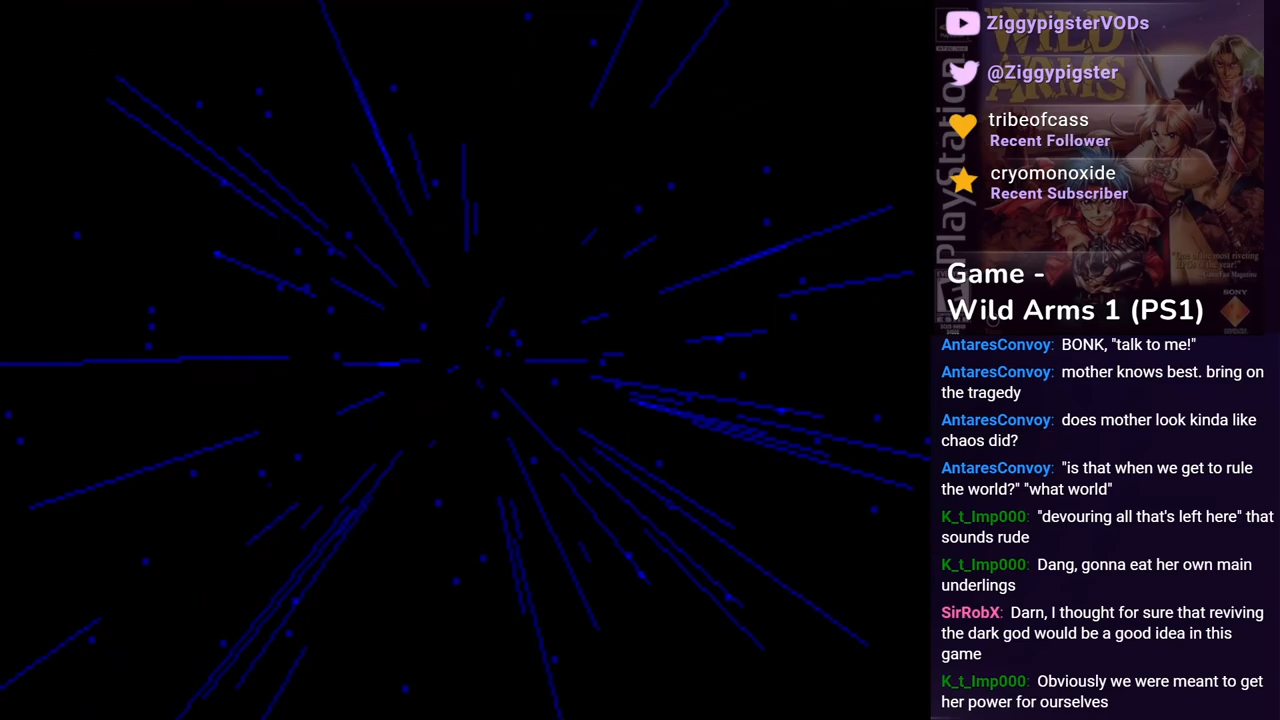 ZiggypigsterVODs
@Ziggypigster
tribeofcass
Recent Follower
cryomonoxide
Recent Subscriber
WILD
ARMS
PlayStation
SONY
Game -
Wild Arms 1 (PS1)
AntaresConvoy: BONK, "talk to me!"
AntaresConvoy: mother knows best. bring on
the tragedy
AntaresConvoy: does mother look kinda like
chaos did?
AntaresConvoy: "is that when we get to rule
the world?" "what world"
K_t_Imp000: "devouring all that's left here" that
sounds rude
K_t_Imp000: Dang, gonna eat her own main
underlings
SirRobX: Darn, I thought for sure that reviving
the dark god would be a good idea in this
game
K_t_Imp000: Obviously we were meant to get
her power for ourselves